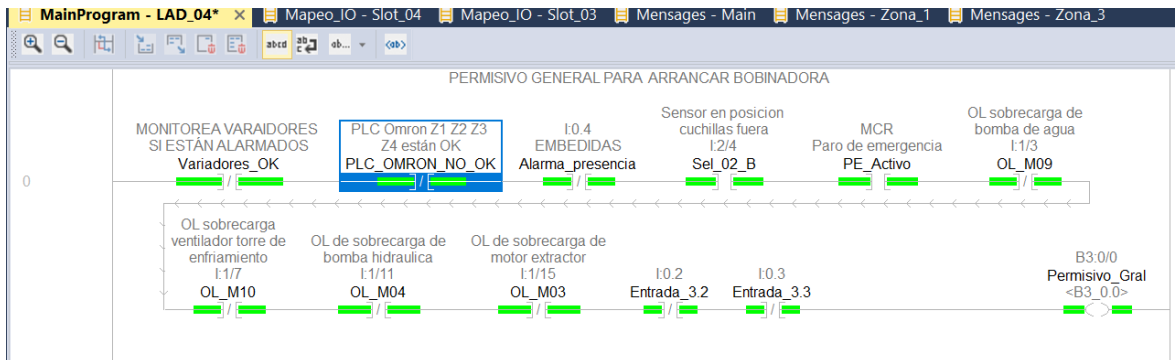 MainProgram - LAD_04* × Mapeo_IO - Slot_04 Mapeo_IO - Slot_03 Messages - Main Mensages - Zona_1 Mensages - Zona_3
abcd ab c ab... <ab>
PERMISIVO GENERAL PARA ARRANCAR BOBINADORA
MONITOREA VARAIDORES
SI ESTÁN ALARMADOS
Variadores_OK
PLC Omron Z1 Z2 Z3
Z4 están OK
PLC_OMRON_NO_OK
I:0.4
EMBEDIDAS
Alarma_presencia
Sensor en posicion
cuchillas fuera
I:2/4
Sel_02_B
MCR
Paro de emergencia
PE_Activo
OL sobrecarga de
bomba de agua
I:1/3
OL_M09
0
OL sobrecarga
ventilador torre de
enfriamiento
I:1/7
OL_M10
OL de sobrecarga de
bomba hidraulica
I:1/11
OL_M04
OL de sobrecarga de
motor extractor
I:1/15
OL_M03
I:0.2
Entrada_3.2
I:0.3
Entrada_3.3
B3:0/0
Permisivo_Gral
<B3_0.0>